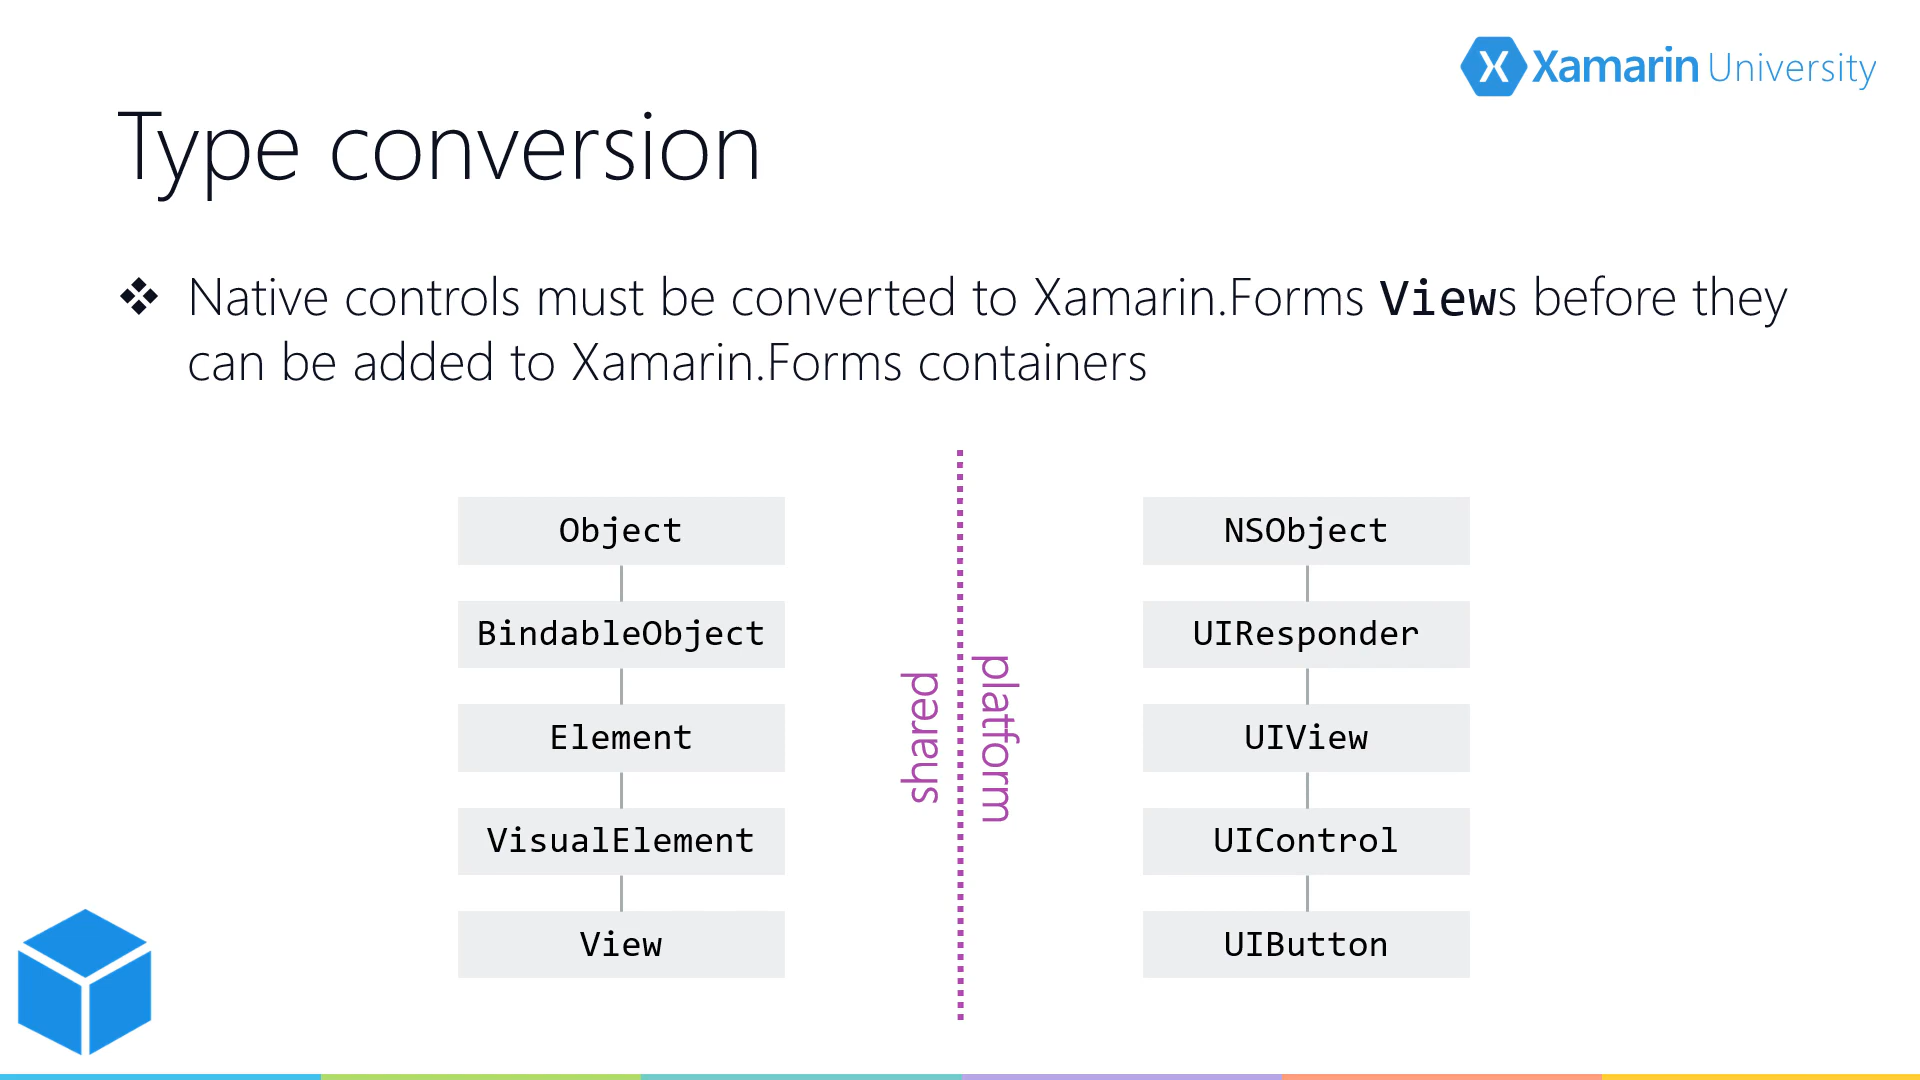 Xamarin University
Type conversion
❖ Native controls must be converted to Xamarin.Forms Views before they
can be added to Xamarin.Forms containers
Object
BindableObject
Element
VisualElement
View
shared
platform
NSObject
UIResponder
UIView
UIControl
UIButton